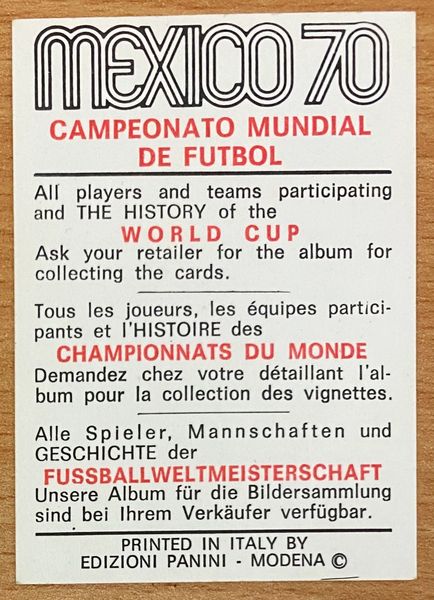 MEXICO 70
CAMPEONATO MUNDIAL
DE FUTBOL
All players and teams participating
and THE HISTORY of the
WORLD CUP
Ask your retailer for the album for
collecting the cards.
Tous les joueurs, les équipes partici-
pants et l'HISTOIRE des
CHAMPIONNATS DU MONDE
Demandez chez votre détaillant l'al-
bum pour la collection des vignettes.
Alle Spieler, Mannschaften und
GESCHICHTE der
FUSSBALLWELTMEISTERSCHAFT
Unsere Album für die Bildersammlung
sind bei Ihrem Verkäufer verfügbar.
PRINTED IN ITALY BY
EDIZIONI PANINI - MODENA ©